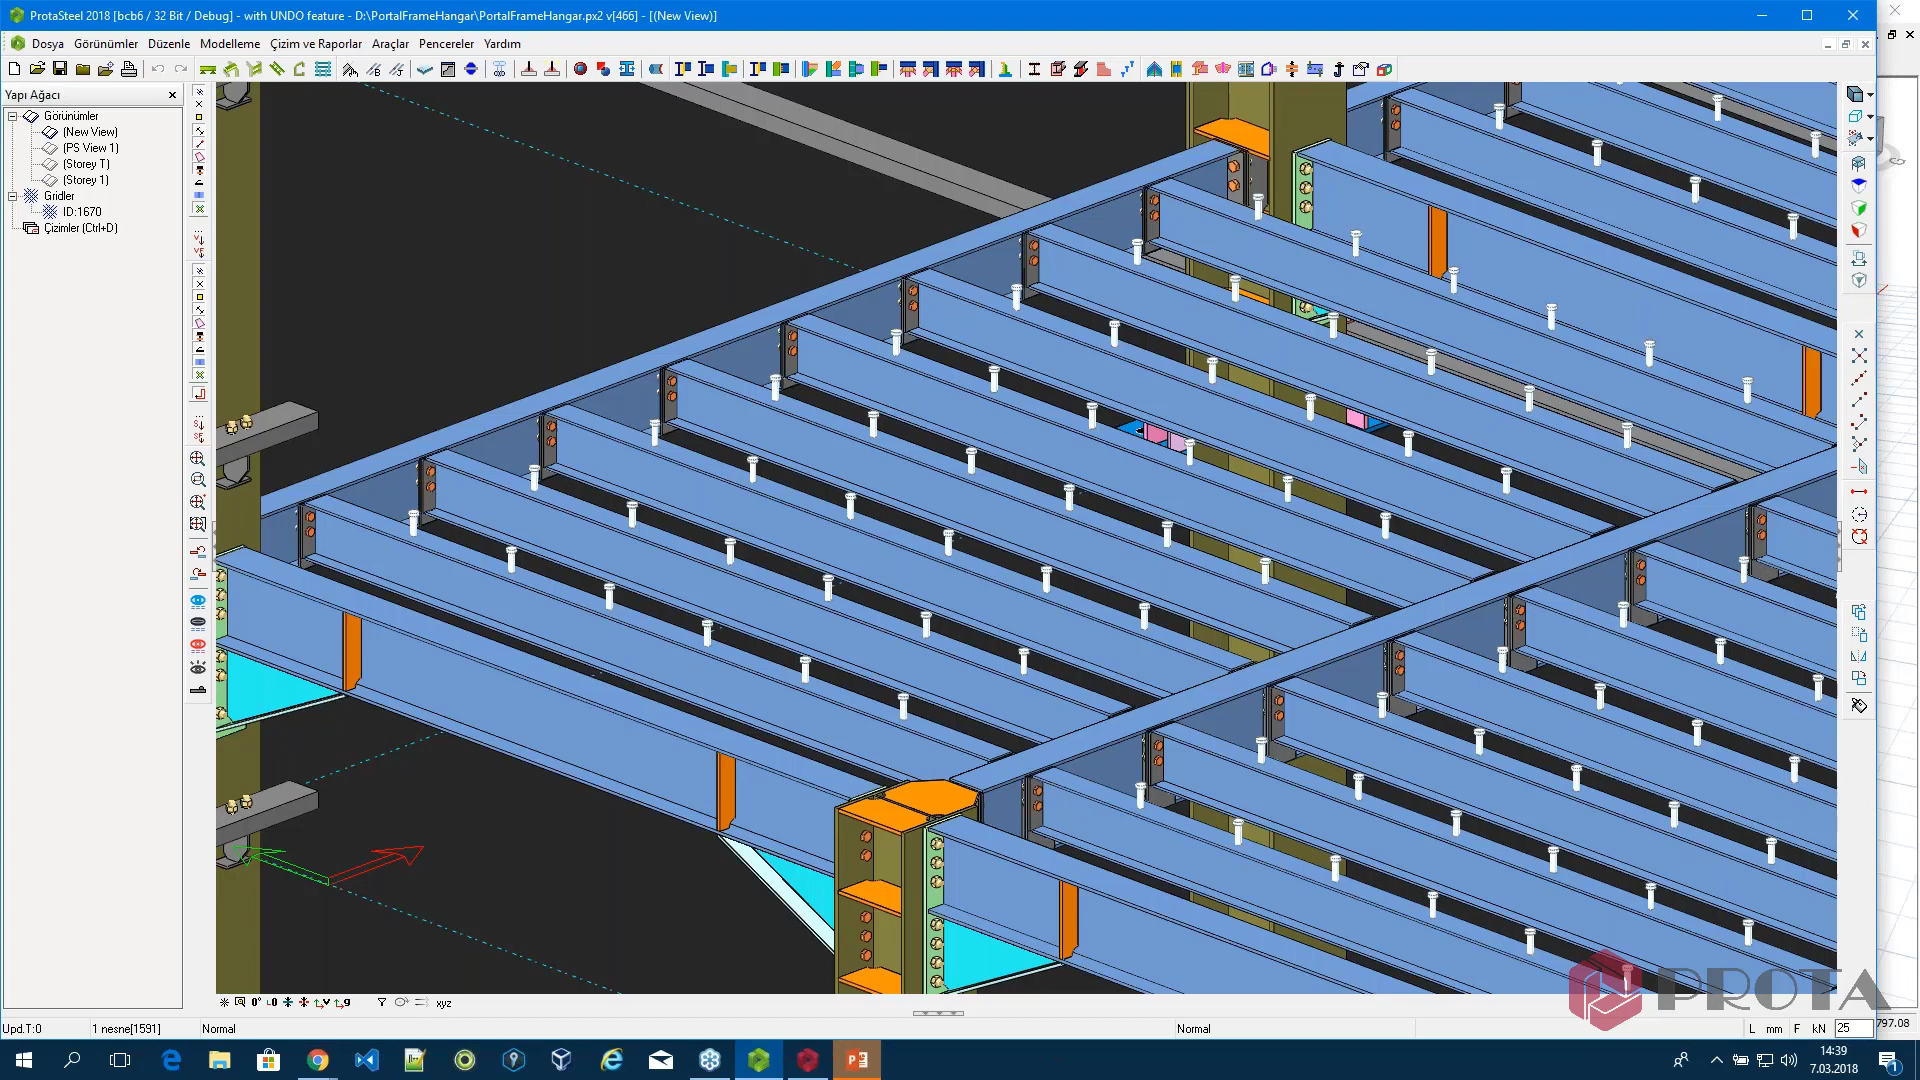 ProtaSteel 2018 [bcb6 / 32 Bit / Debug] - with UNDO feature - D:\PortalFrameHangar\PortalFrameHangar.px2 v[466] - [(New View)]
Dosya Görünümler Düzenle Modelleme Çizim ve Raporlar Araçlar Pencereler Yardım
Yapı Ağacı
Görünümler
(New View)
(PS View 1)
(Storey T)
(Storey 1)
Gridler
ID:1670
Çizimler (Ctrl+D)
xyz
PROTA
Upd.T:0 1 nesne[1591] Normal Normal L mm F kN 25 797.08
14:39
7.03.2018
1